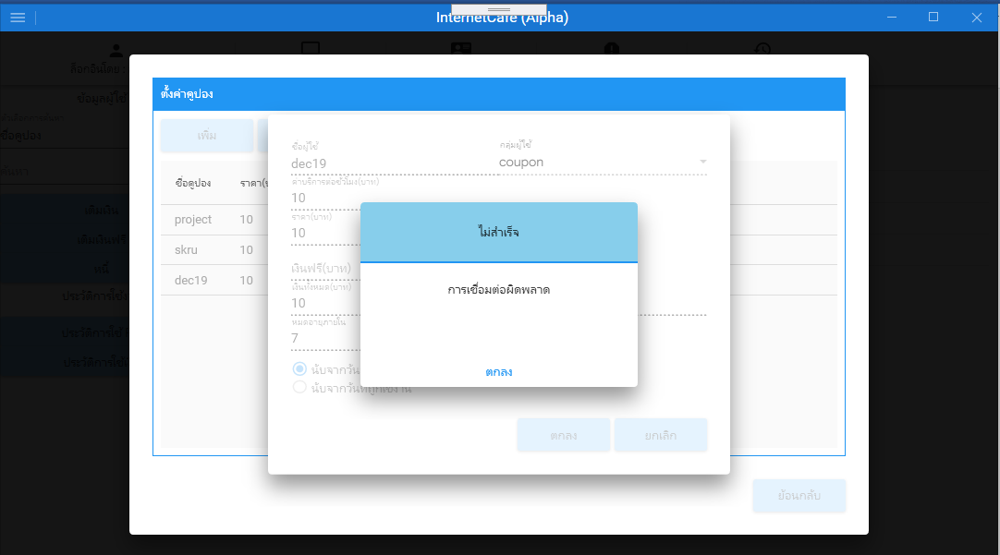 InternetCafe (Alpha)
ล็อกอินโดย :
ข้อมูลผู้ใช้
ชื่อคูปอง
ค้นหา
เติมเงิน
เติมเงินฟรี
หนี้
ประวัติการใช้
ประวัติการใช้
ประวัติการใช้
ตั้งค่าคูปอง
เพิ่ม
ชื่อคูปอง ราคา(บ
project 10
skru 10
dec19 10
ชื่อผู้ใช้ กลุ่มผู้ใช้
dec19 coupon
ค่าบริการต่อชั่วโมง(บาท)
10
ราคา(บาท)
10
เงินฟรี(บาท)
เงินทั้งหมด(บาท)
10
หมดอายุภายใน
7
นับจากวัน
นับจากวันที่ถูกใช้งาน
ไม่สำเร็จ
การเชื่อมต่อผิดพลาด
ตกลง
ตกลง ยกเลิก
ย้อนกลับ